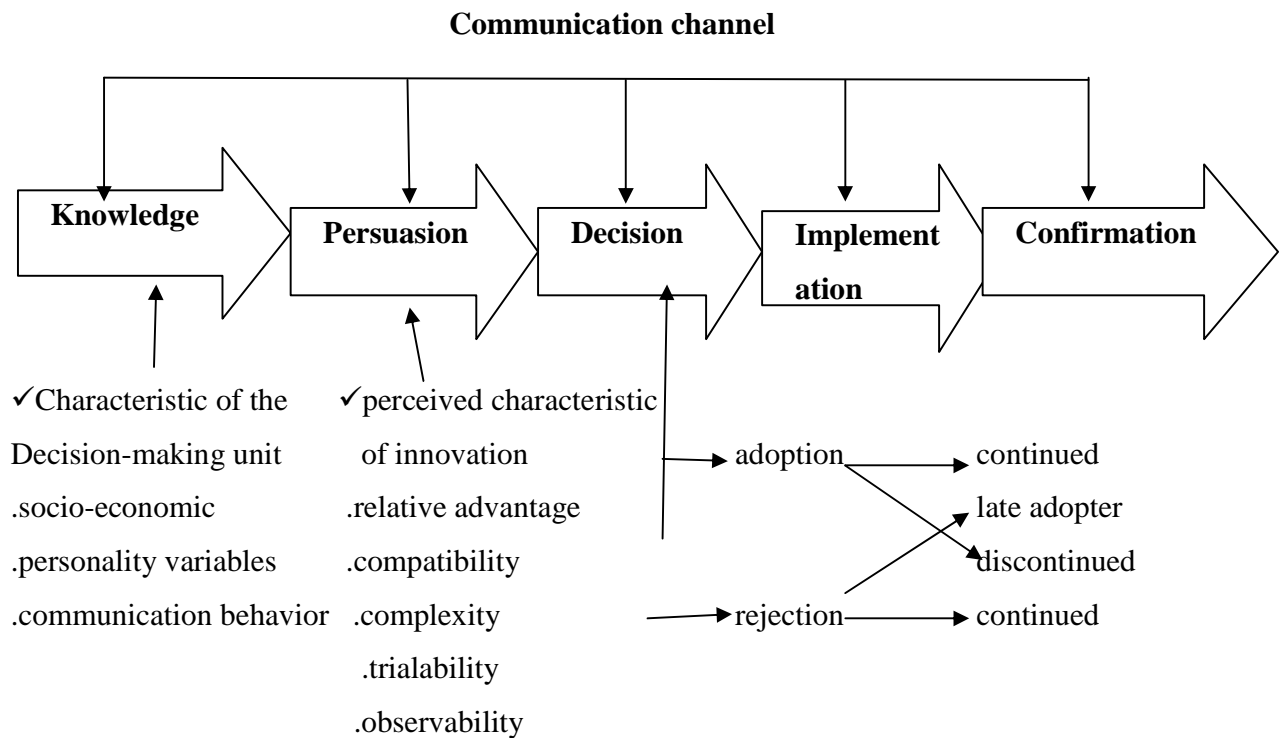 Communication channel
Knowledge
Persuasion
Decision
Implement
ation
Confirmation
✓Characteristic of the
Decision-making unit
.socio-economic
.personality variables
.communication behavior
✓perceived characteristic
of innovation
.relative advantage
.compatibility
.complexity
.trialability
.observability
adoption
rejection
continued
late adopter
discontinued
continued